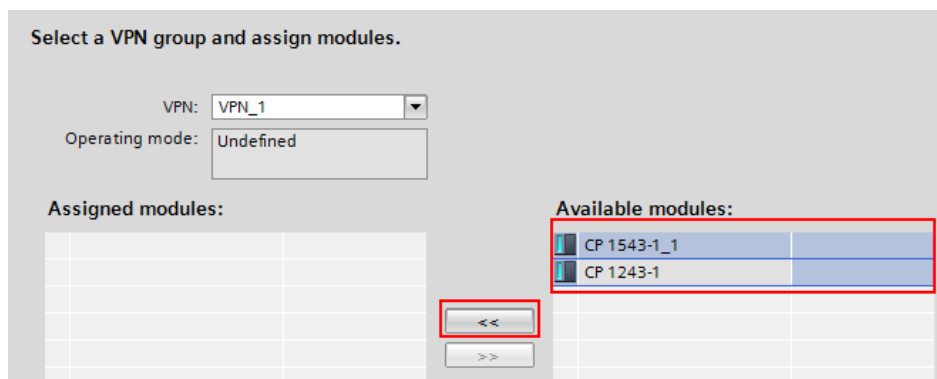 Select a VPN group and assign modules.
VPN: VPN_1
Operating mode: Undefined
Assigned modules: Available modules:
CP 1543-1_1
CP 1243-1
<<
>>